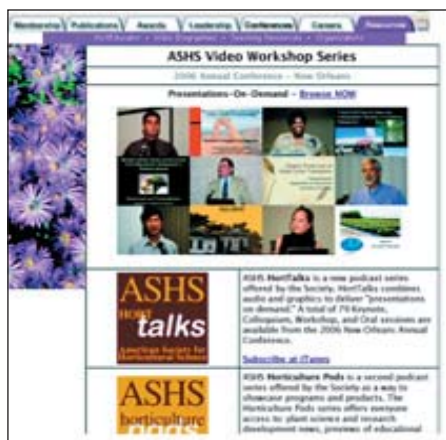 Membership Publications Awards Leadership Conferences Careers Resources
ASHS Video Workshop Series
2006 Annual Conference – New Orleans
Presentations-On-Demand – Browse NOW
ASHS
HORT
talks
American Society for
Horticultural Science
ASHS HortTalks is a new podcast series
offered by the Society. HortTalks combines
audio and graphics to deliver "presentations
on demand." A total of 79 Keynote,
Colloquium, Workshop, and Oral sessions are
available from the 2006 New Orleans Annual
Conference.
Subscribe at iTunes
ASHS
horticulture
pods
ASHS Horticulture Pods is a second podcast
series offered by the Society as a way to
showcase programs and products. The
Horticulture Pods series offers everyone
access to: plant science and research
development news, previews of educational